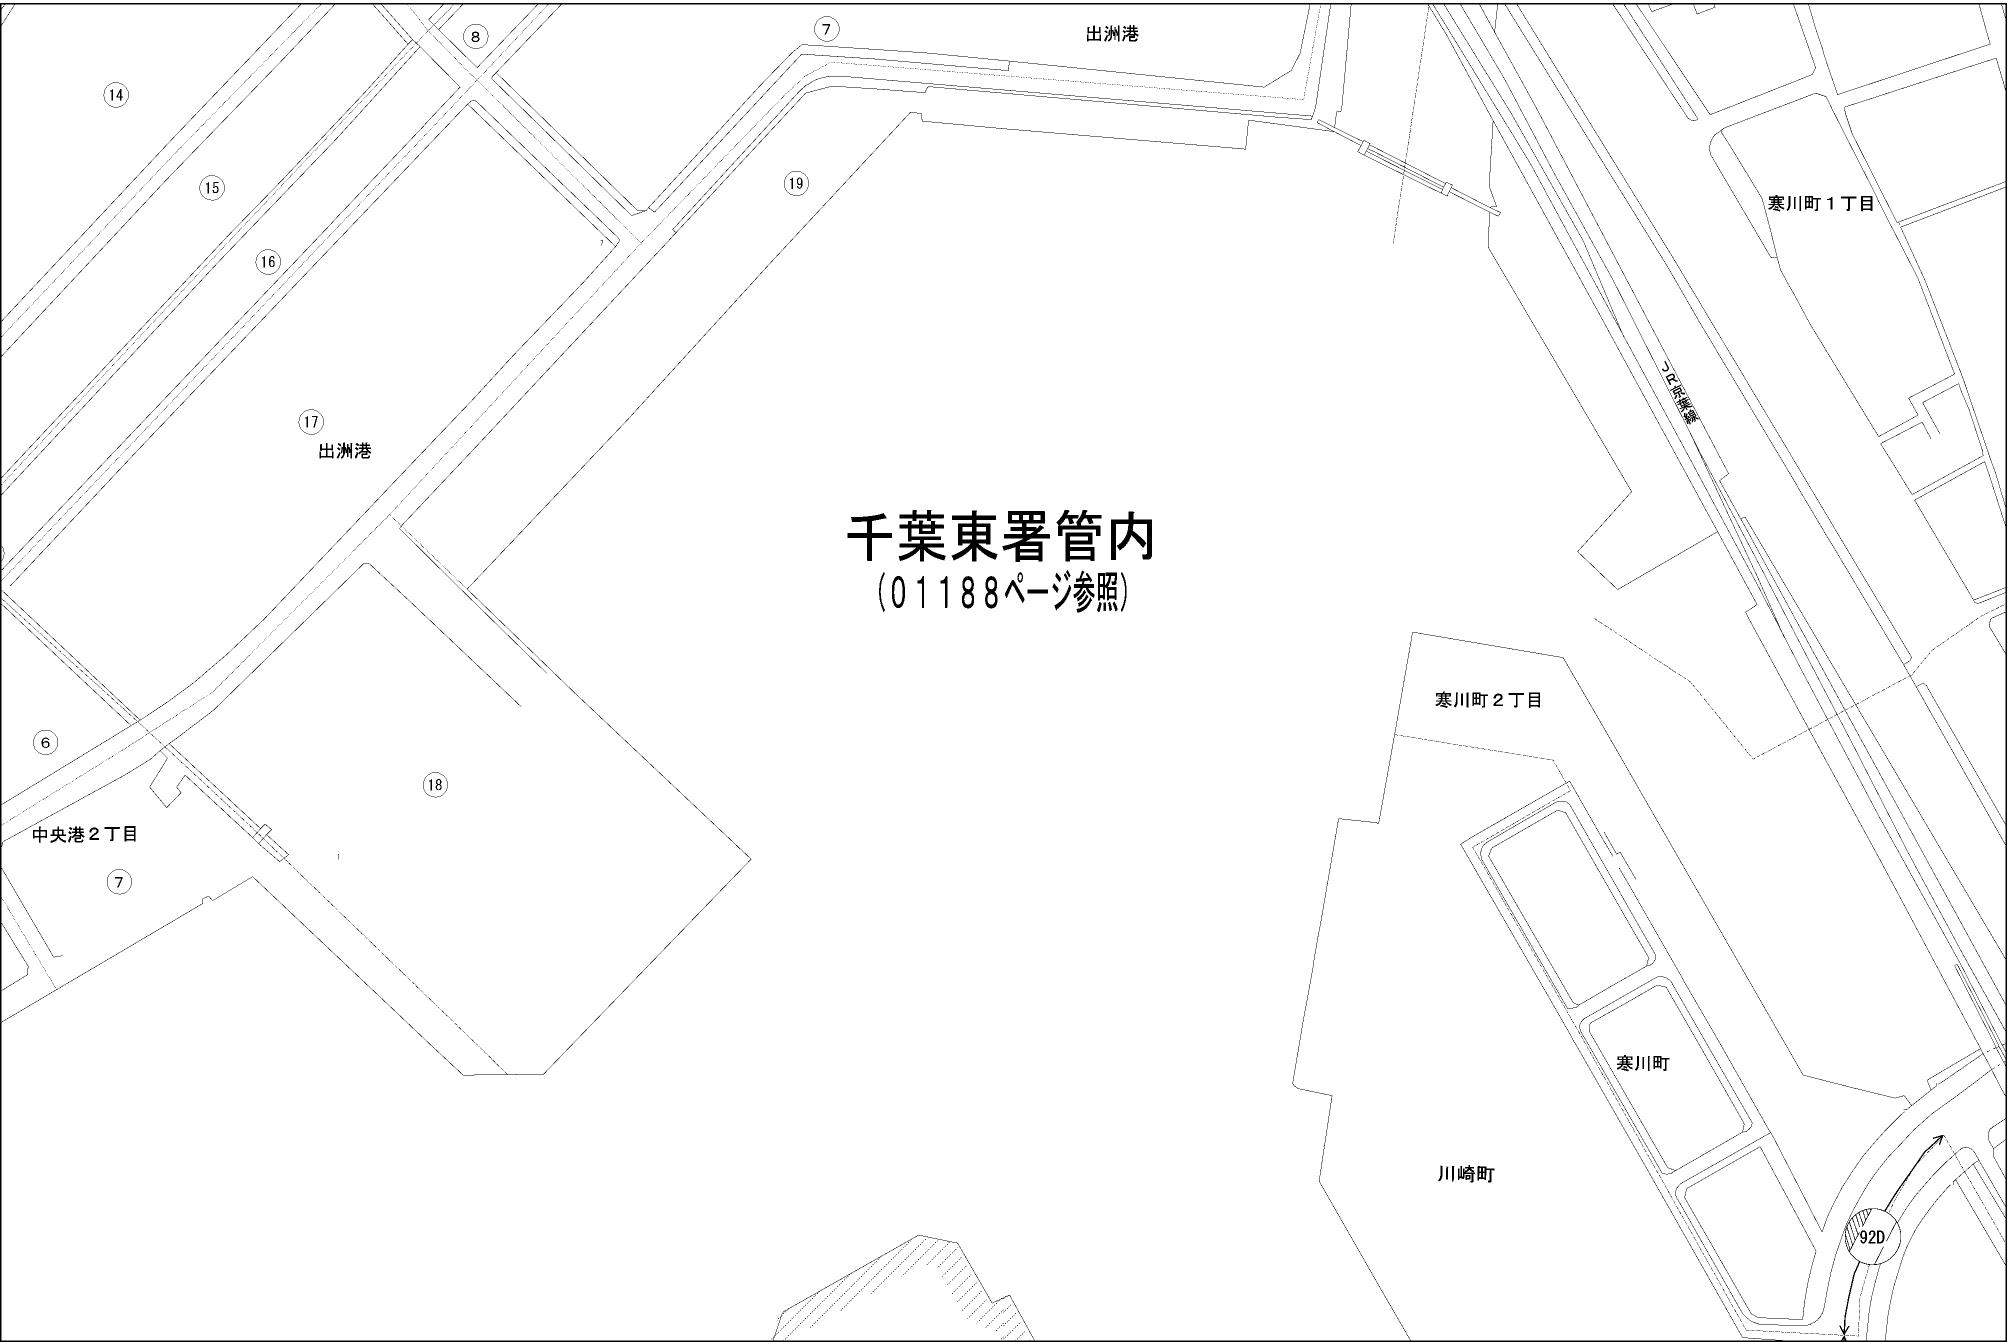 ⑧
⑦
出洲港
⑭
⑮
⑲
寒川町１丁目
7
⑯
JR京葉線
⑰
出洲港
千葉東署管内
（０１１８８ページ参照）
寒川町２丁目
⑥
⑱
中央港２丁目
1
⑦
寒川町
川崎町
92D